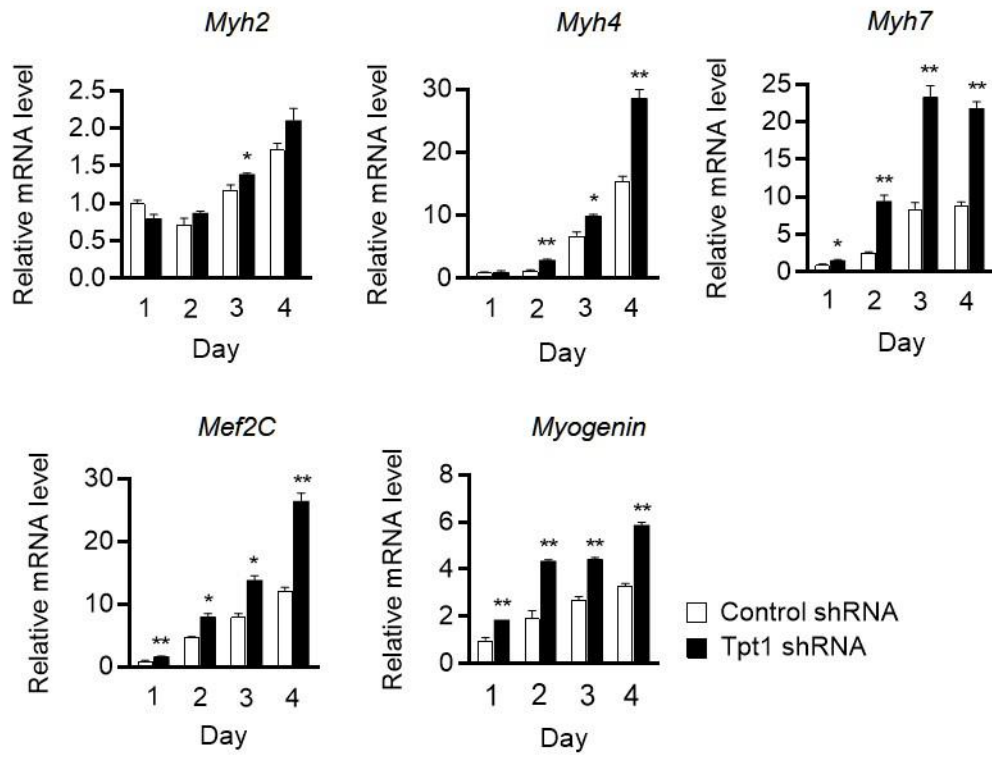 Myh2
Relative mRNA level
2.5
2.0
1.5
1.0
0.5
0.0
*
1 2 3 4
Day
Myh4
Relative mRNA level
30
20
10
0
** * **
1 2 3 4
Day
Myh7
Relative mRNA level
25
20
15
10
5
0
* ** ** **
1 2 3 4
Day
Mef2C
Relative mRNA level
30
20
10
0
** * * **
1 2 3 4
Day
Myogenin
Relative mRNA level
8
6
4
2
0
** ** ** **
1 2 3 4
Day
Control shRNA
Tpt1 shRNA